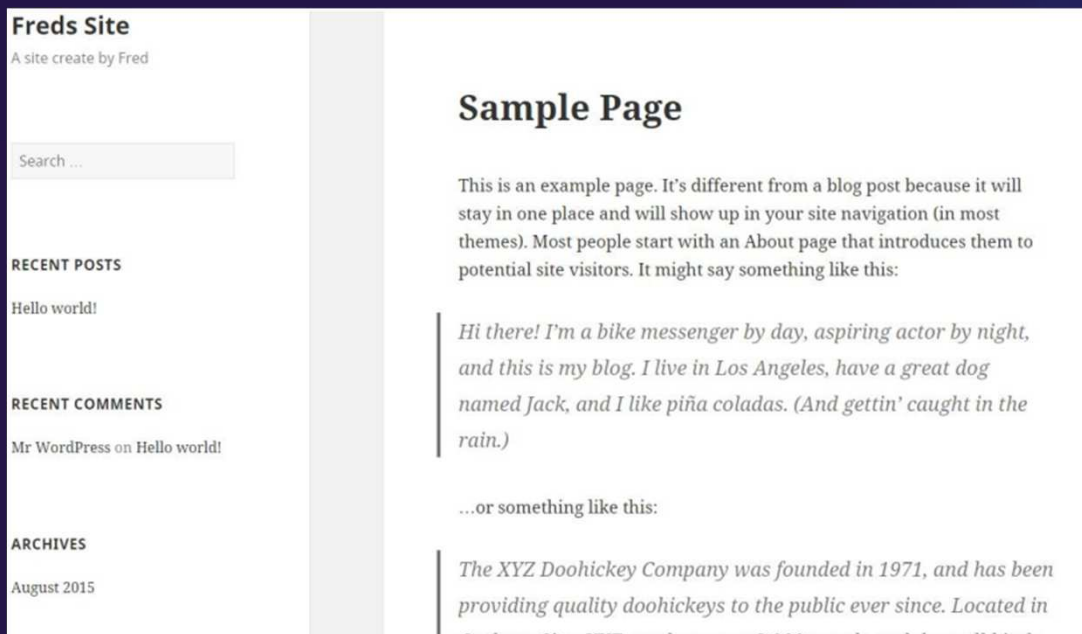 Freds Site
A site create by Fred
Search ...
RECENT POSTS
Hello world!
RECENT COMMENTS
Mr WordPress on Hello world!
ARCHIVES
August 2015
Sample Page
This is an example page. It's different from a blog post because it will
stay in one place and will show up in your site navigation (in most
themes). Most people start with an About page that introduces them to
potential site visitors. It might say something like this:
Hi there! I'm a bike messenger by day, aspiring actor by night,
and this is my blog. I live in Los Angeles, have a great dog
named Jack, and I like piña coladas. (And gettin' caught in the
rain.)
...or something like this:
The XYZ Doohickey Company was founded in 1971, and has been
providing quality doohickeys to the public ever since. Located in